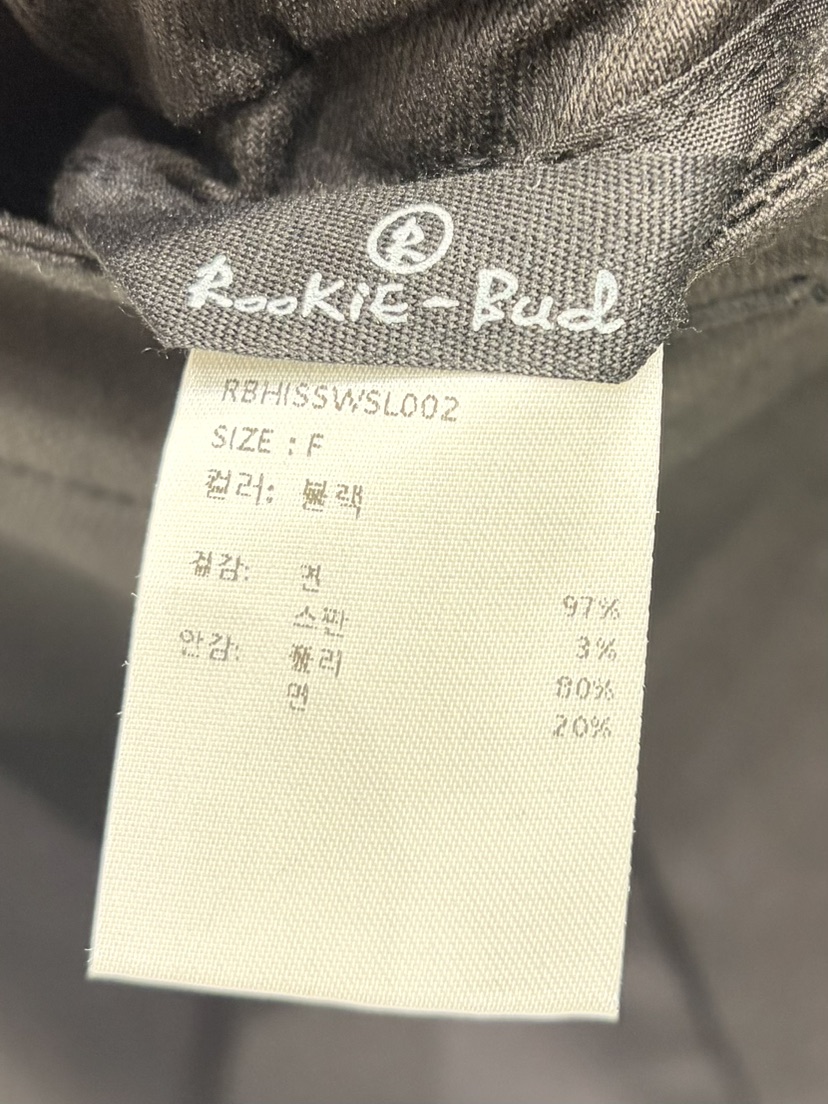 R
RooKiE-Bud
RBHISSWSL002
SIZE : F
컬러: 블랙
겉감: 면 97%
스판 3%
안감: 폴리 80%
면 20%